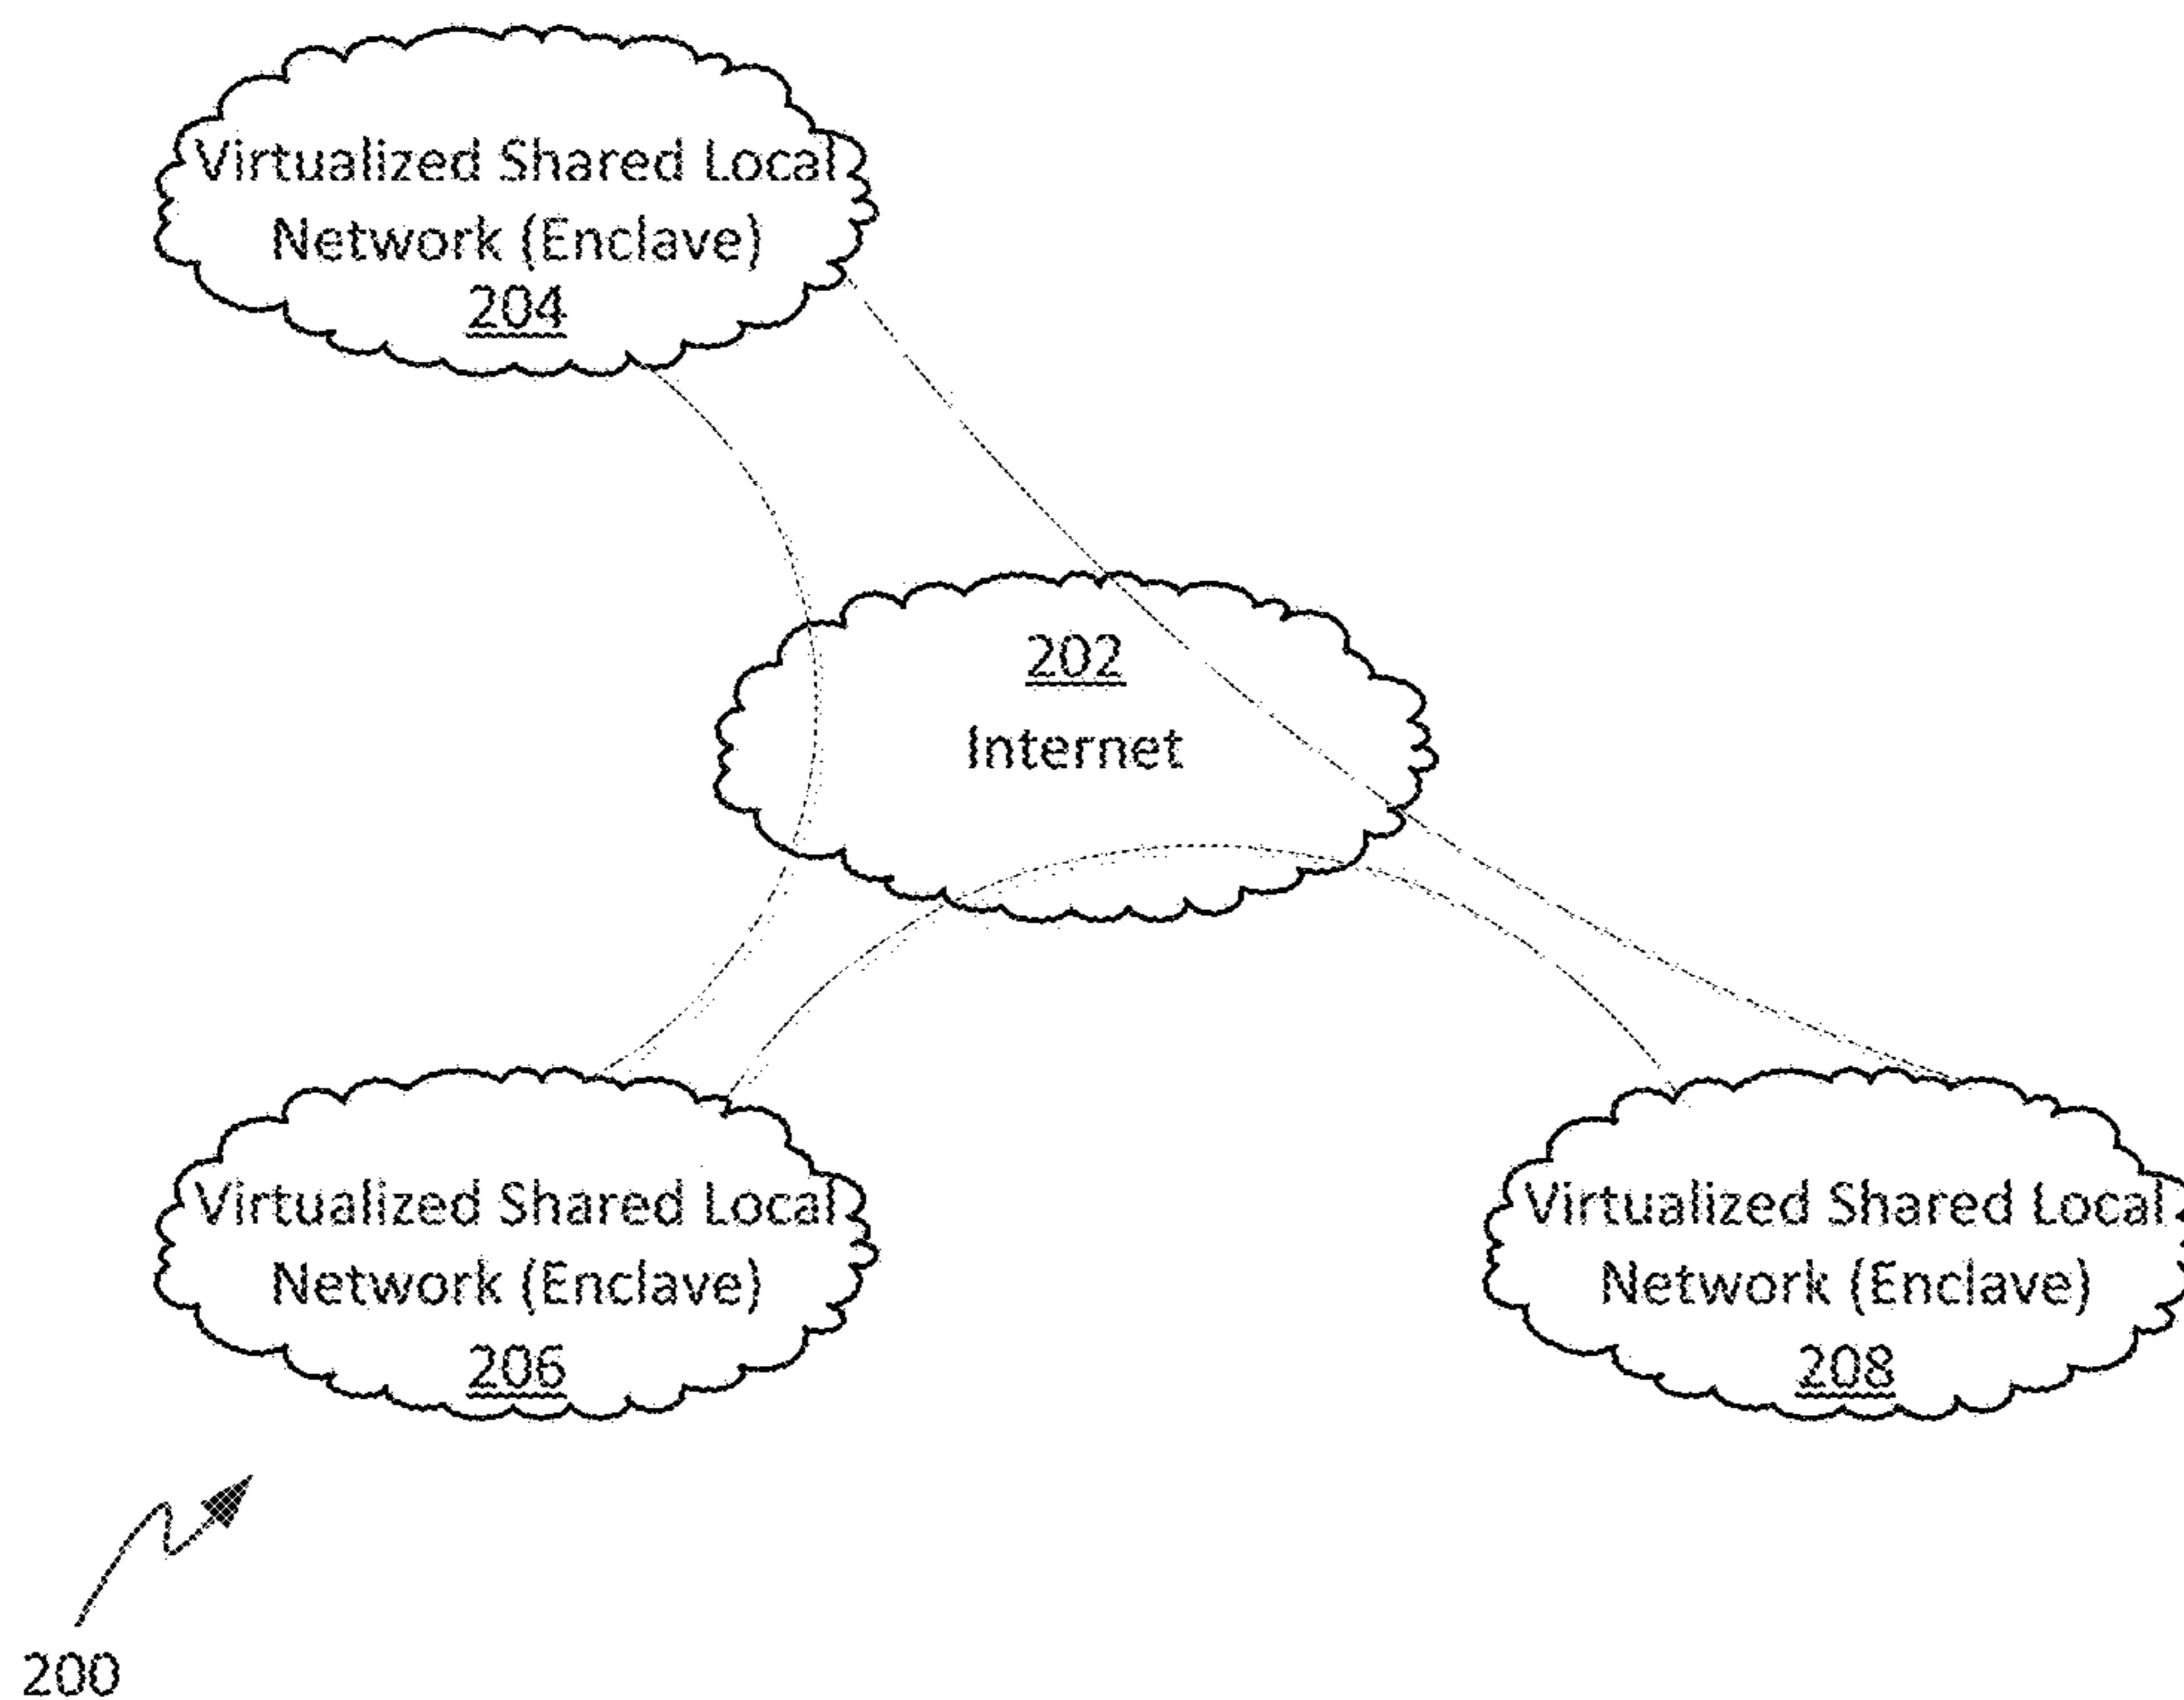 Virtualized Shared Local
Network (Enclave)
204
202
Internet
Virtualized Shared Local
Network (Enclave)
206
Virtualized Shared Local
Network (Enclave)
208
200